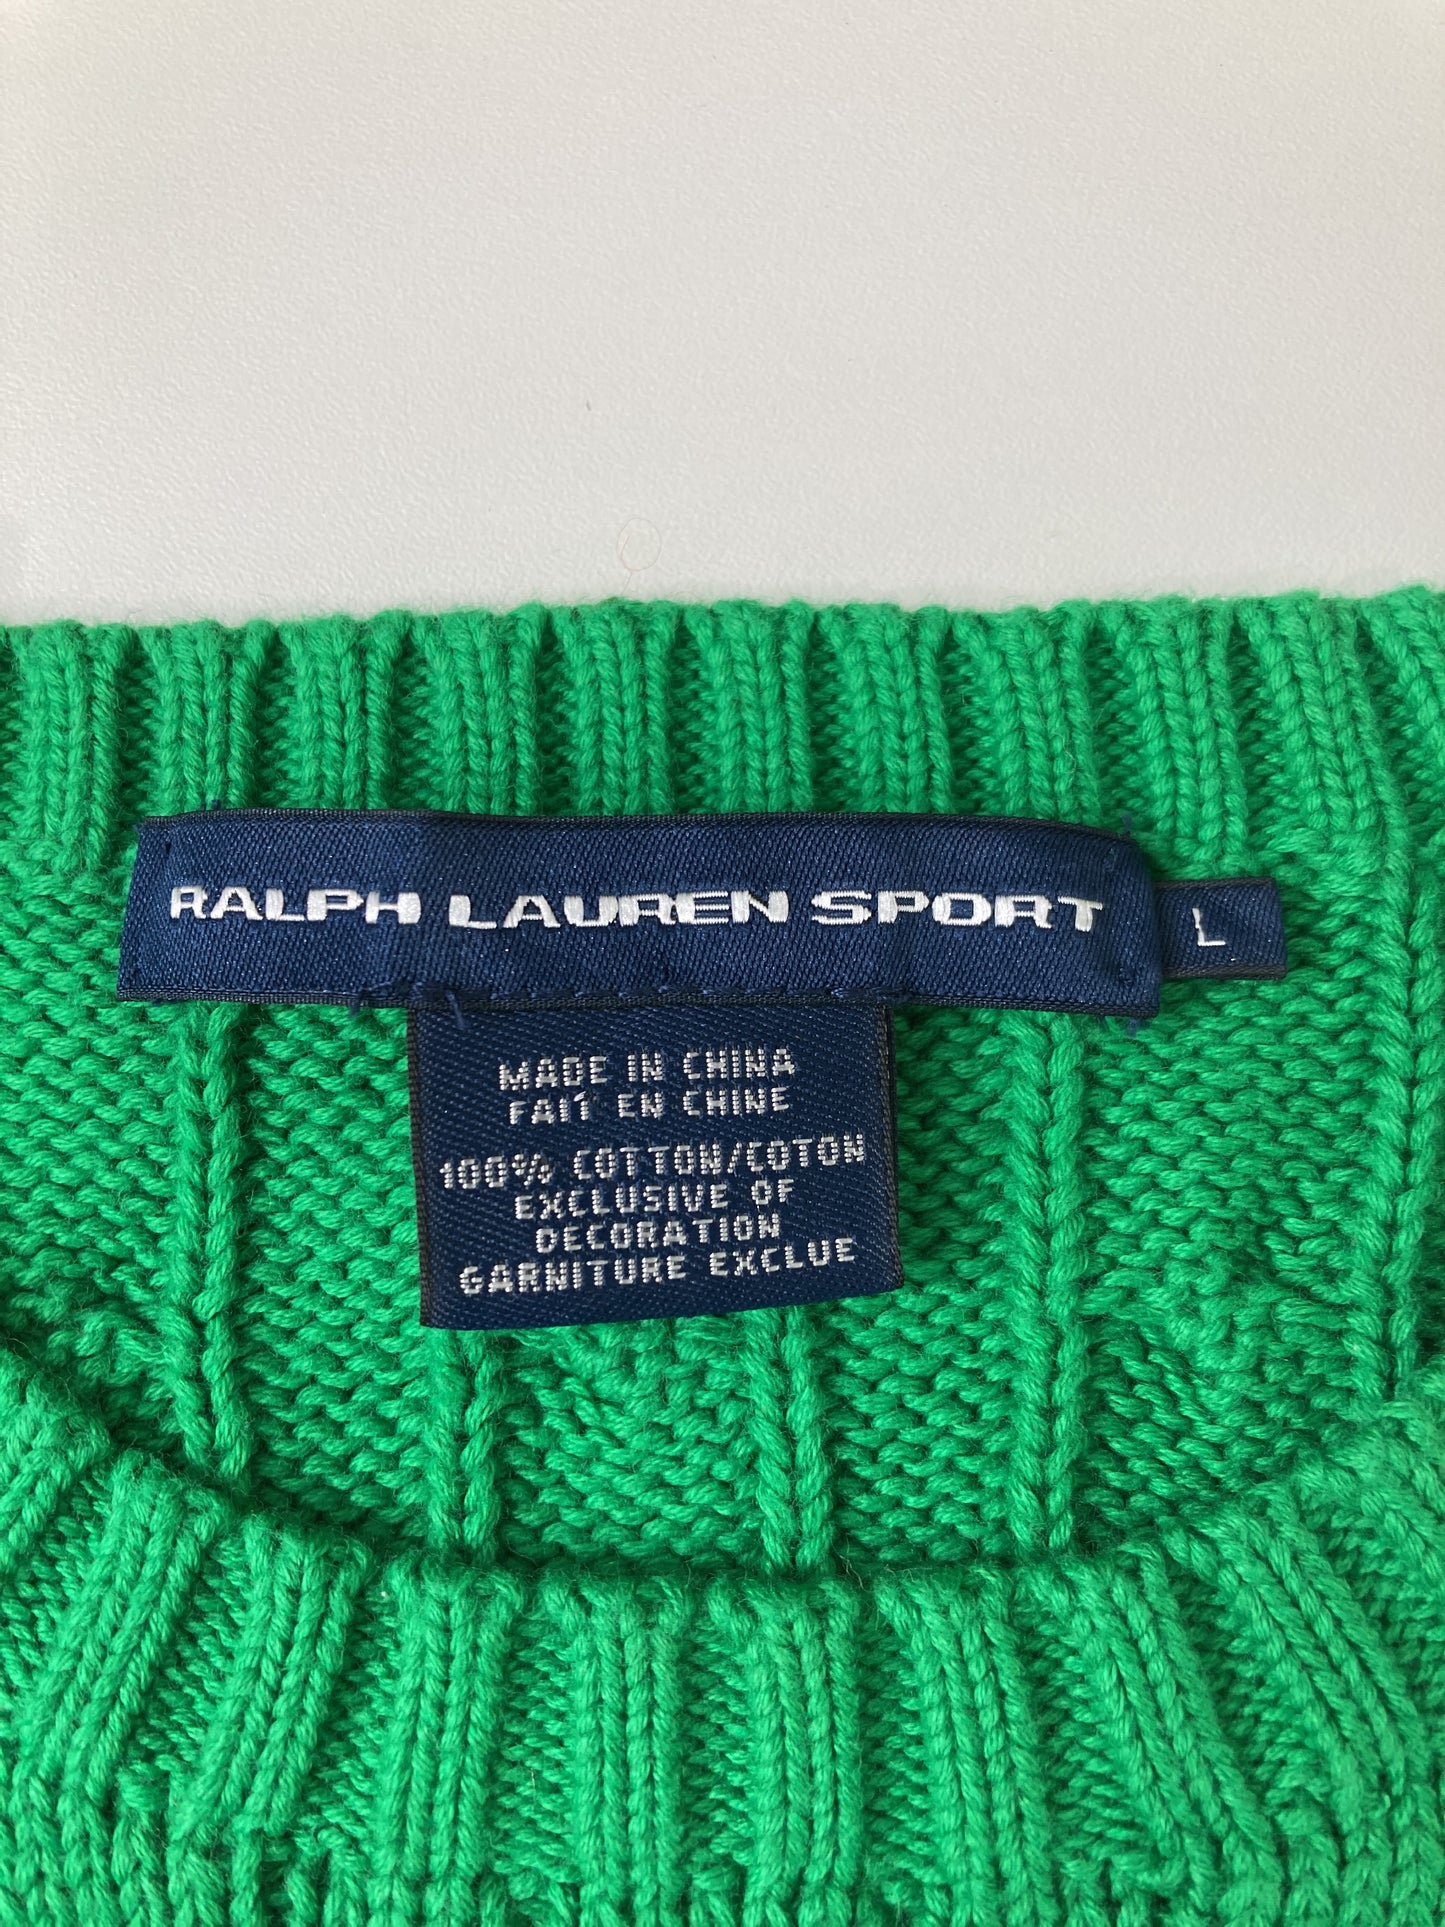 RALPH LAUREN SPORT
L
MADE IN CHINA
FAIT EN CHINE
100% COTTON/COTON
EXCLUSIVE OF
DECORATION
GARNITURE EXCLUE